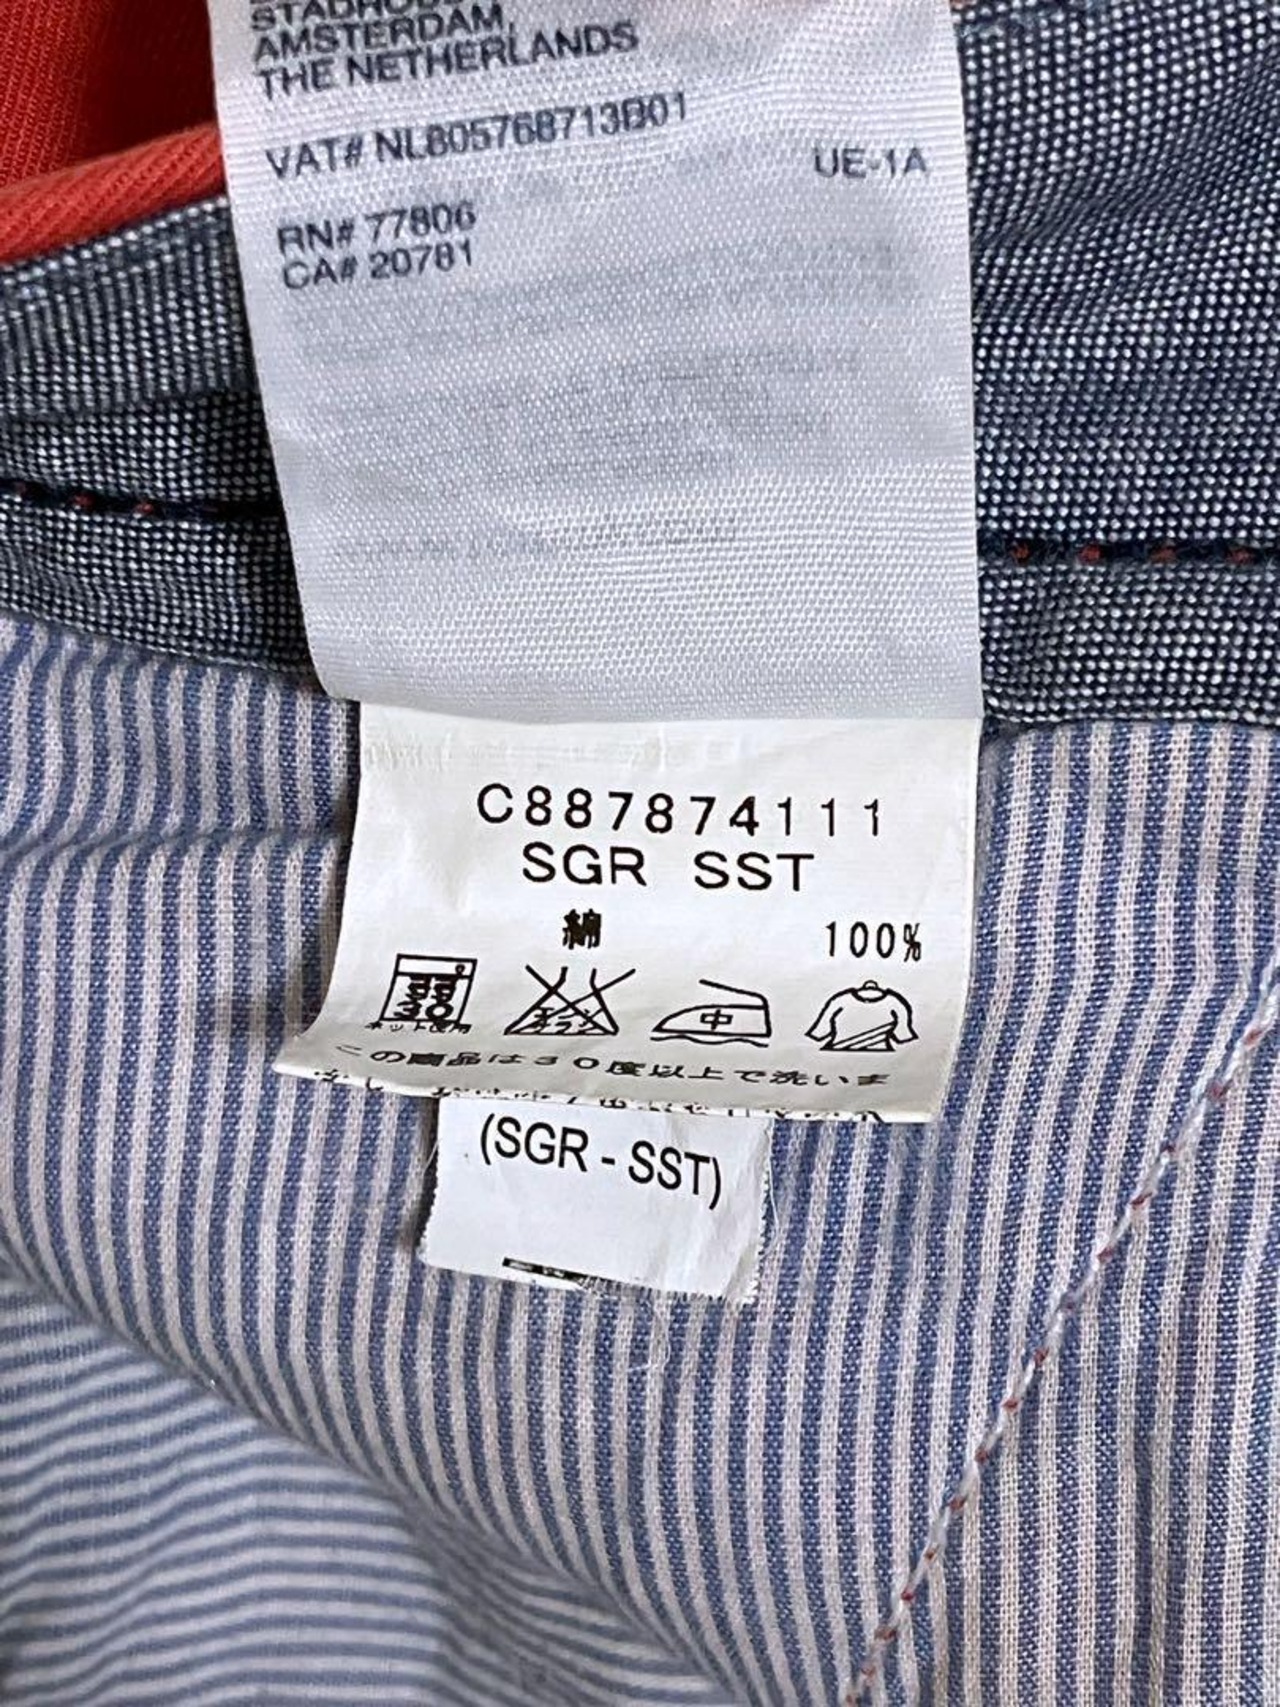 AMSTERDAM,
THE NETHERLANDS
VAT# NL805768713B01
UE-1A
RN# 77806
CA# 20781
C887874111
SGR SST
綿 100%
30
中
ネット使用
この商品は30度以上で洗いま
(SGR - SST)